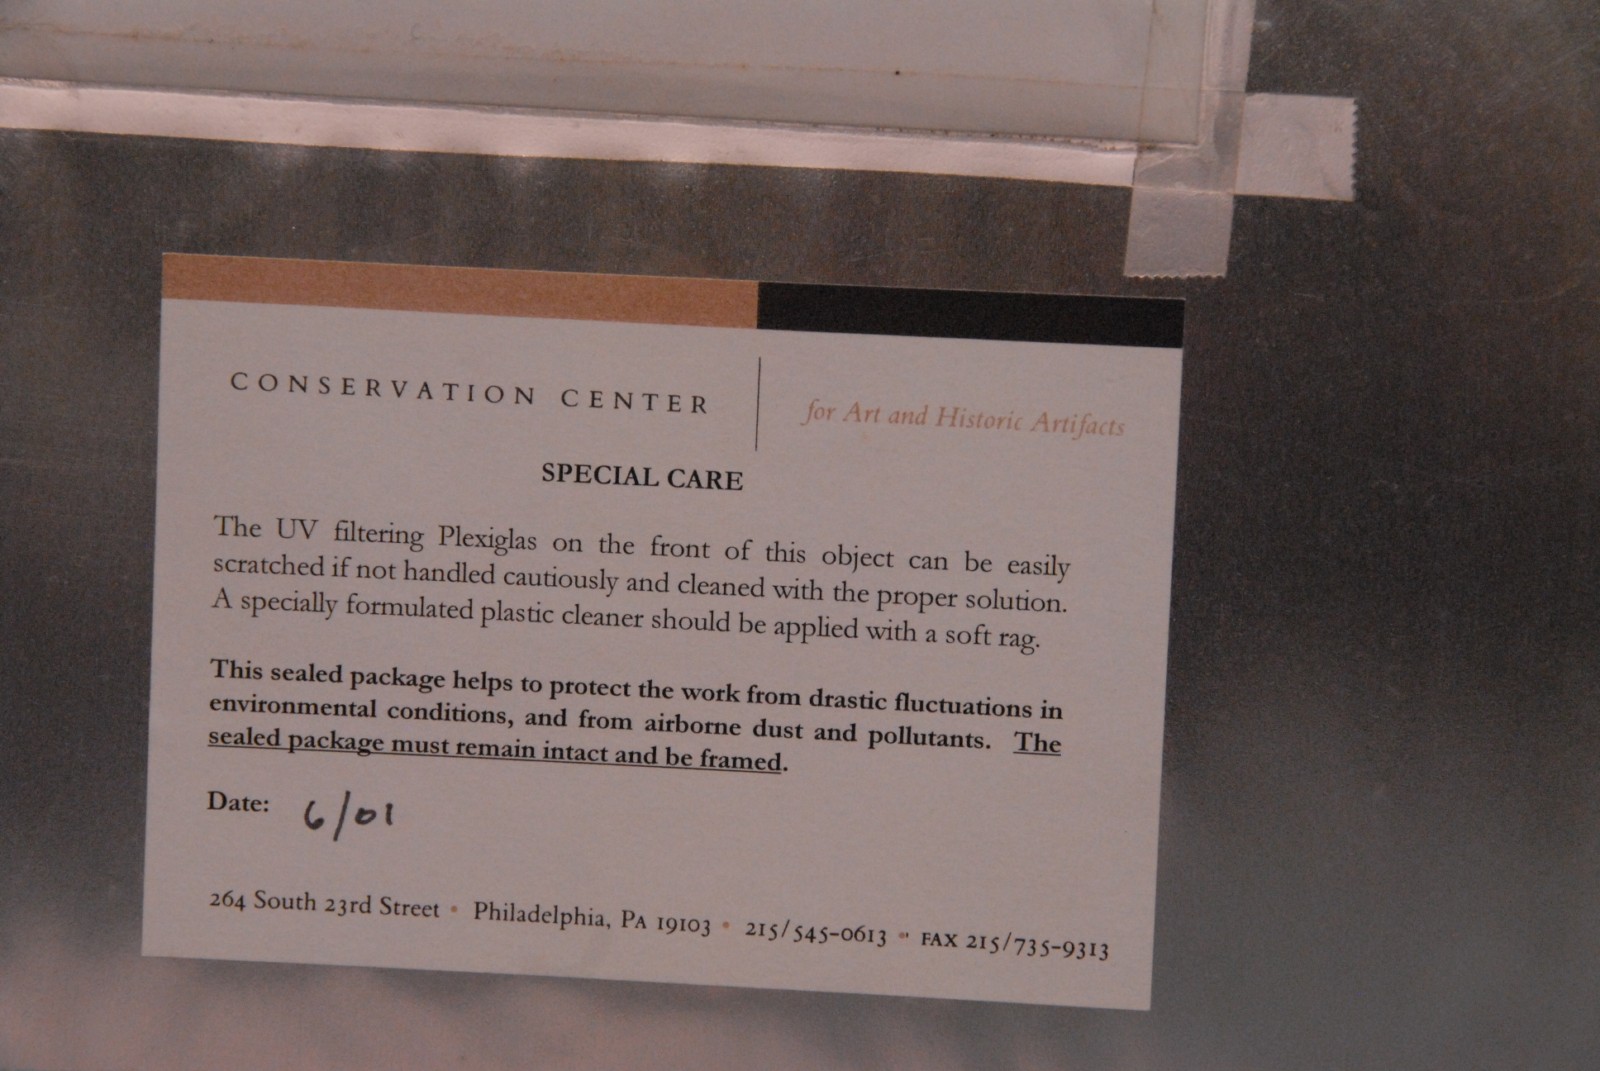 CONSERVATION CENTER
for Art and Historic Artifacts
SPECIAL CARE
The UV filtering Plexiglas on the front of this object can be easily
scratched if not handled cautiously and cleaned with the proper solution.
A specially formulated plastic cleaner should be applied with a soft rag.
This sealed package helps to protect the work from drastic fluctuations in
environmental conditions, and from airborne dust and pollutants. The
sealed package must remain intact and be framed.
Date: 6/01
264 South 23rd Street • Philadelphia, PA 19103 • 215/545-0613 • FAX 215/735-9313